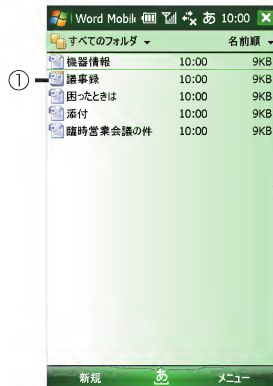 Word Mobile あ 10:00
すべてのフォルダ 名前順
機器情報 10:00 9KB
① 議事録 10:00 9KB
困ったときは 10:00 9KB
添付 10:00 9KB
臨時営業会議の件 10:00 9KB
新規 あ メニュー